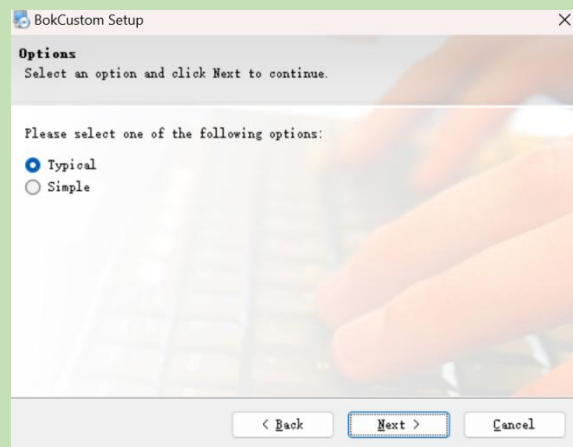 BokCustom Setup
Options
Select an option and click Next to continue.
Please select one of the following options:
Typical
Simple
< Back
Next >
Cancel